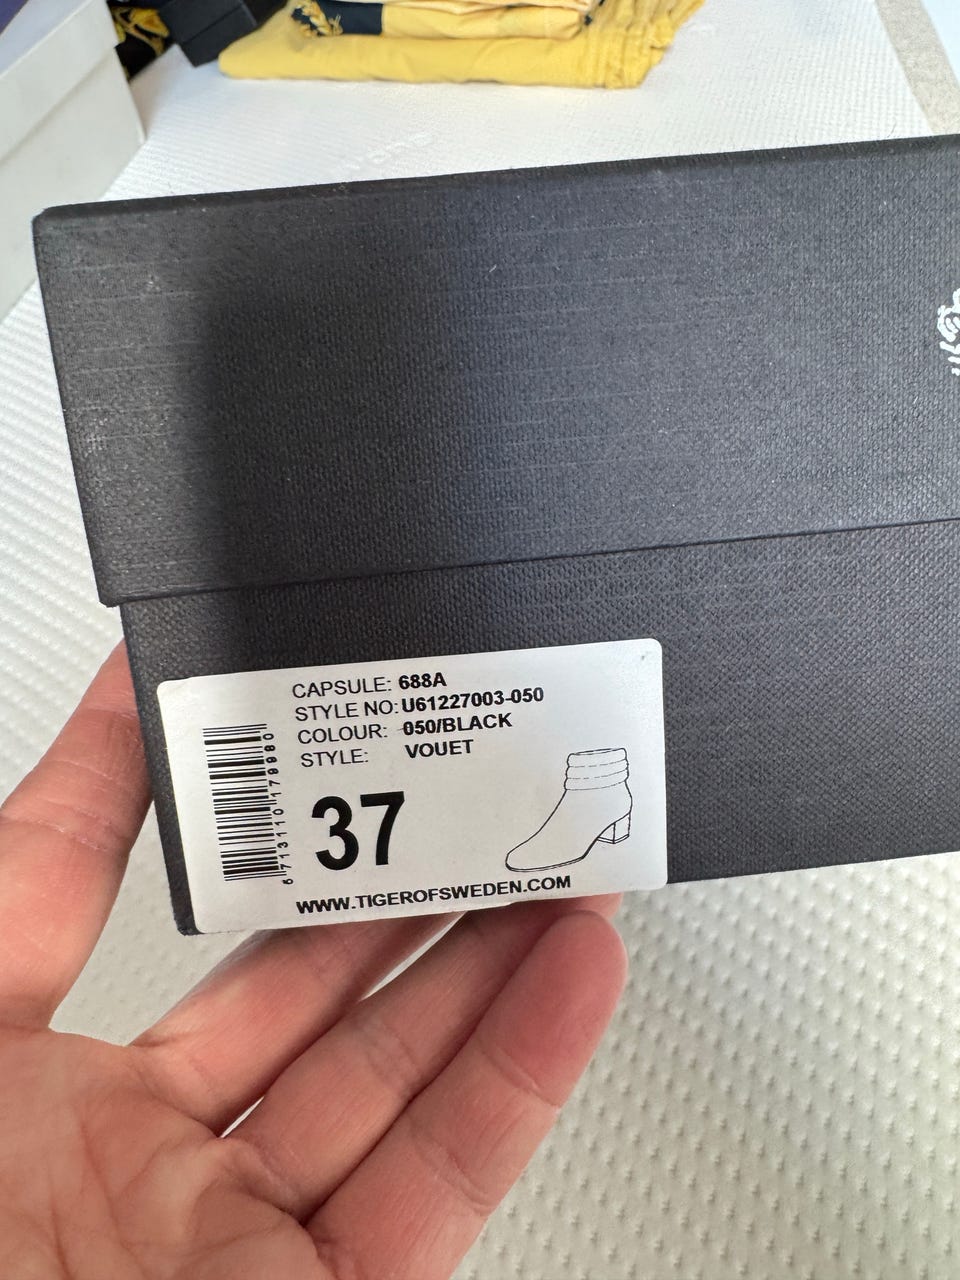 CAPSULE: 688A
STYLE NO: U61227003-050
COLOUR: 050/BLACK
STYLE: VOUET
37
WWW.TIGEROFSWEDEN.COM